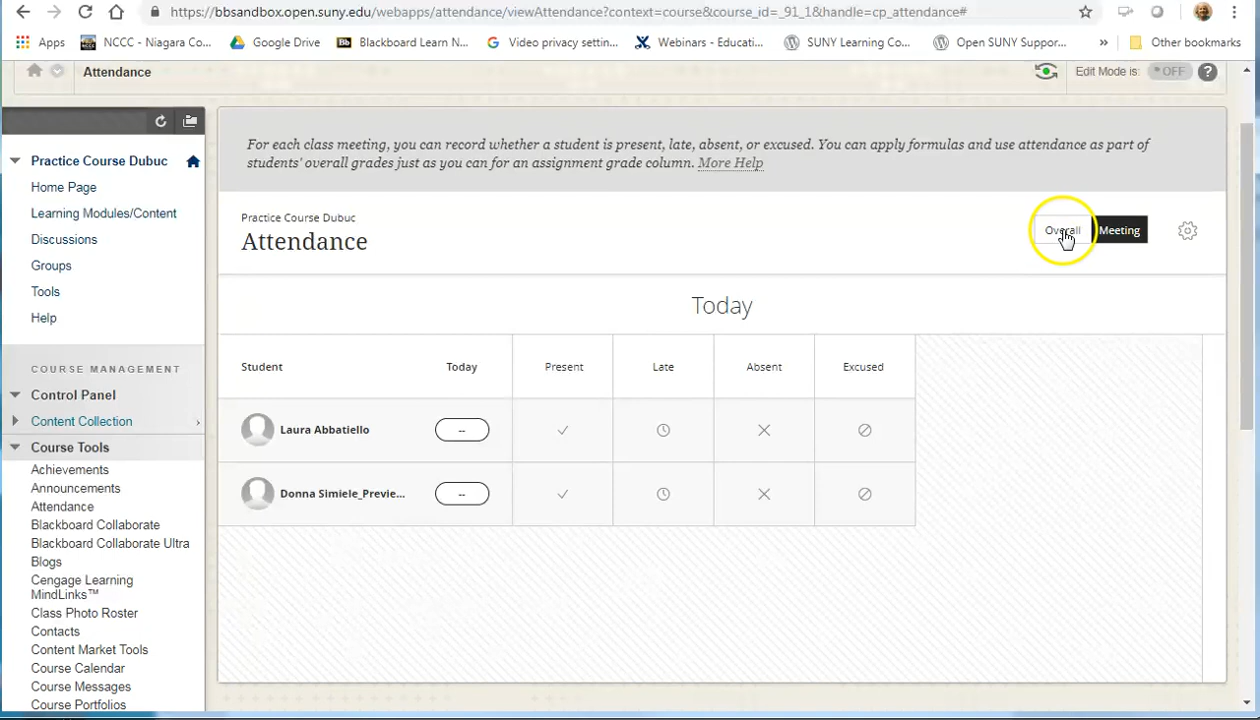 https://bbsandbox.open.suny.edu/webapps/attendance/viewAttendance?context=course&course_id=_91_1&handle=cp_attendance#
Apps NCCC - Niagara Co... Google Drive Bb Blackboard Learn N... Video privacy settin... Webinars - Educati... SUNY Learning Co... Open SUNY Suppor... » Other bookmarks
Attendance Edit Mode is: OFF ?
For each class meeting, you can record whether a student is present, late, absent, or excused. You can apply formulas and use attendance as part of
students' overall grades just as you can for an assignment grade column. More Help
Practice Course Dubuc
Attendance
Overall Meeting
Today
Student Today Present Late Absent Excused
Laura Abbatiello --
Donna Simiele_Previe... --
Practice Course Dubuc
Home Page
Learning Modules/Content
Discussions
Groups
Tools
Help
COURSE MANAGEMENT
Control Panel
Content Collection
Course Tools
Achievements
Announcements
Attendance
Blackboard Collaborate
Blackboard Collaborate Ultra
Blogs
Cengage Learning
MindLinks™
Class Photo Roster
Contacts
Content Market Tools
Course Calendar
Course Messages
Course Portfolios